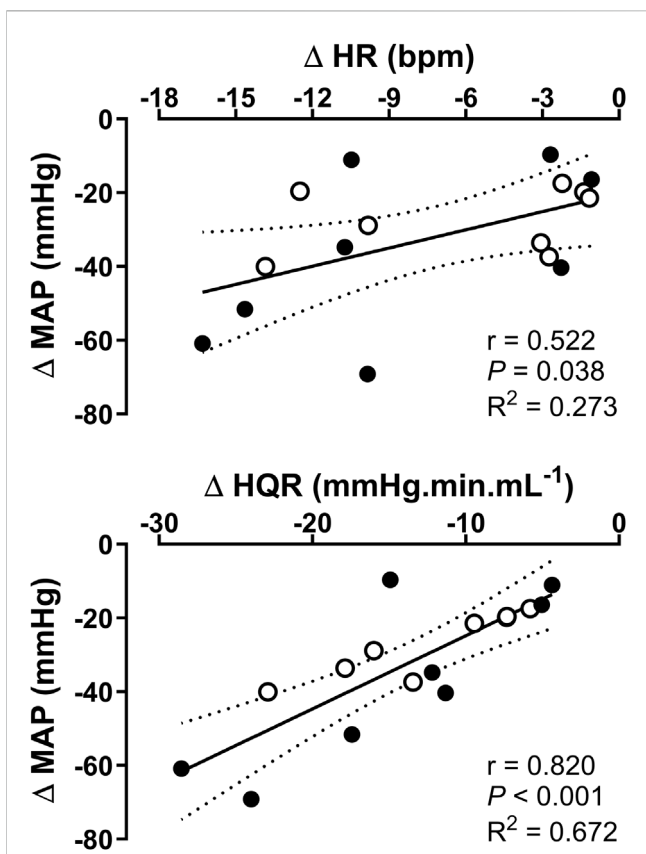 Δ HR (bpm)
-18 -15 -12 -9 -6 -3 0
0
-20
-40
-60
-80
Δ MAP (mmHg)
r = 0.522
P = 0.038
R² = 0.273
Δ HQR (mmHg.min.mL⁻¹)
-30 -20 -10 0
0
-20
-40
-60
-80
Δ MAP (mmHg)
r = 0.820
P < 0.001
R² = 0.672